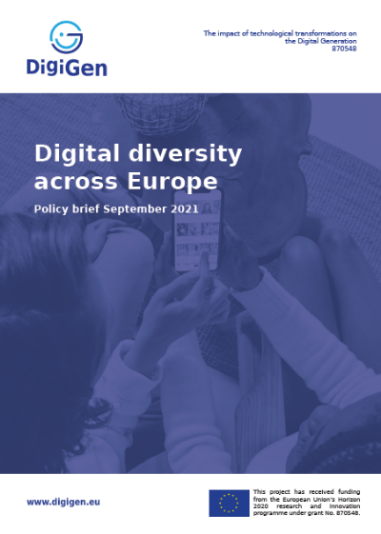 DigiGen
The impact of technological transformations on
the Digital Generation
870548
Digital diversity
across Europe
Policy brief September 2021
www.digigen.eu
This project has received funding
from the European Union's Horizon
2020 research and innovation
programme under grant No. 870548.